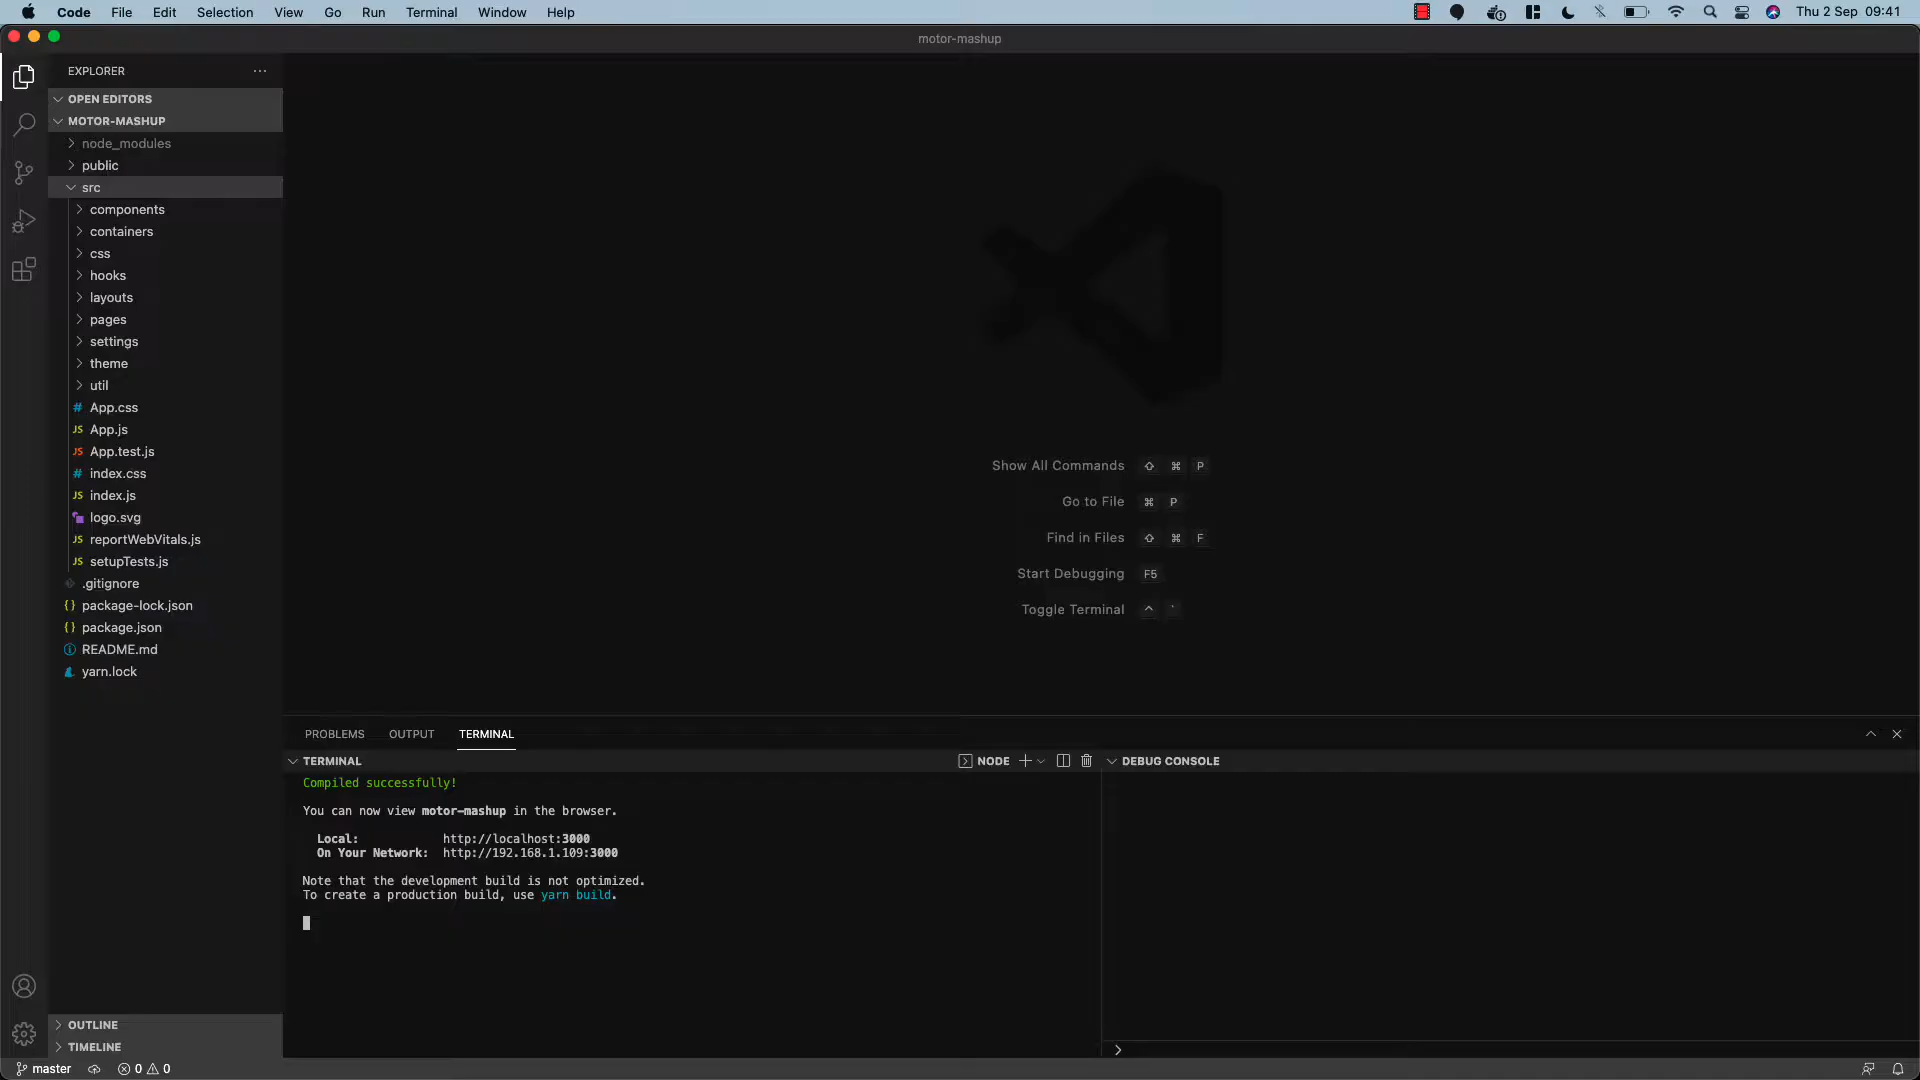 Code File Edit Selection View Go Run Terminal Window Help Thu 2 Sep 09:41
motor-mashup
EXPLORER
OPEN EDITORS
MOTOR-MASHUP
node_modules
public
src
components
containers
css
hooks
layouts
pages
settings
theme
util
# App.css
JS App.js
JS App.test.js
# index.css
JS index.js
logo.svg
JS reportWebVitals.js
JS setupTests.js
.gitignore
{} package-lock.json
{} package.json
README.md
yarn.lock
OUTLINE
TIMELINE
Show All Commands ⇧ ⌘ P
Go to File ⌘ P
Find in Files ⇧ ⌘ F
Start Debugging F5
Toggle Terminal ^ `
PROBLEMS OUTPUT TERMINAL
TERMINAL NODE
Compiled successfully!
You can now view motor-mashup in the browser.
Local: http://localhost:3000
On Your Network: http://192.168.1.109:3000
Note that the development build is not optimized.
To create a production build, use yarn build.
DEBUG CONSOLE
master 0 0